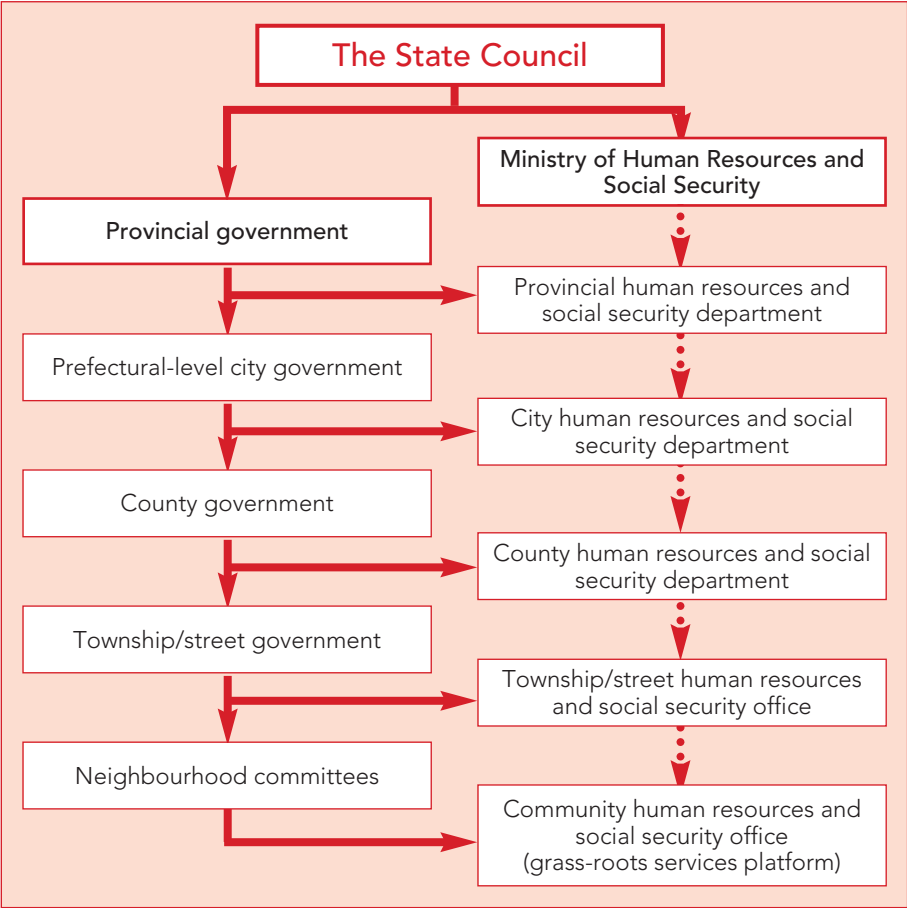 The State Council
Ministry of Human Resources and
Social Security
Provincial government
Provincial human resources and
social security department
Prefectural-level city government
City human resources and social
security department
County government
County human resources and social
security department
Township/street government
Township/street human resources
and social security office
Neighbourhood committees
Community human resources and
social security office
(grass-roots services platform)